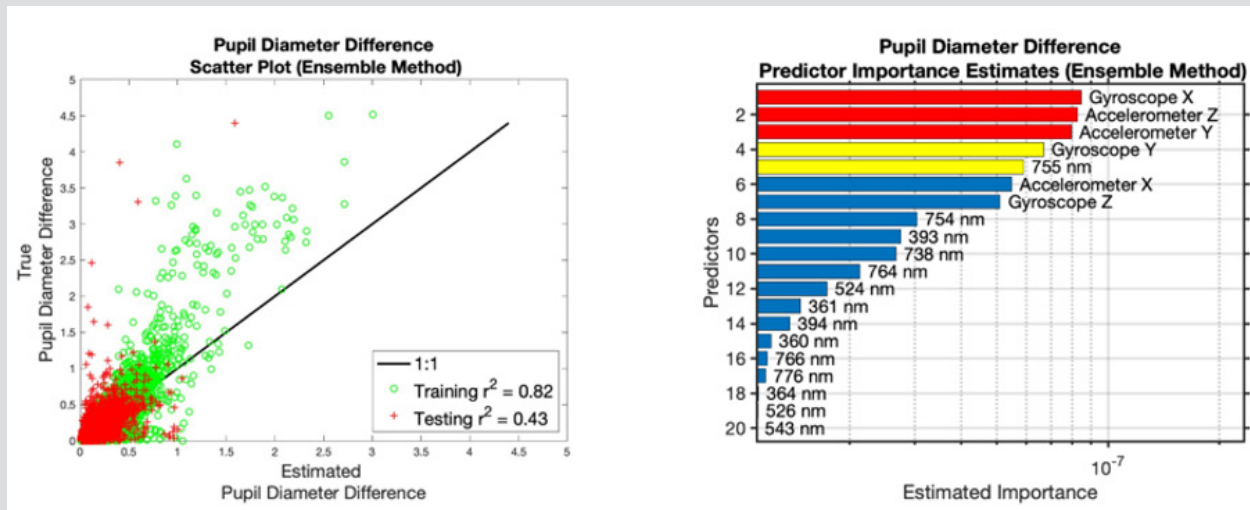 Pupil Diameter Difference
Scatter Plot (Ensemble Method)
5
4.5
4
3.5
3
2.5
2
1.5
1
0.5
0
True
Pupil Diameter Difference
1:1
Training r² = 0.82
Testing r² = 0.43
0 0.5 1 1.5 2 2.5 3 3.5 4 4.5 5
Estimated
Pupil Diameter Difference
Pupil Diameter Difference
Predictor Importance Estimates (Ensemble Method)
Predictors
Gyroscope X
2 Accelerometer Z
Accelerometer Y
4 Gyroscope Y
755 nm
6 Accelerometer X
Gyroscope Z
8 754 nm
393 nm
10 738 nm
764 nm
12 524 nm
361 nm
14 394 nm
360 nm
16 766 nm
776 nm
18 364 nm
526 nm
20 543 nm
10⁻⁷
Estimated Importance